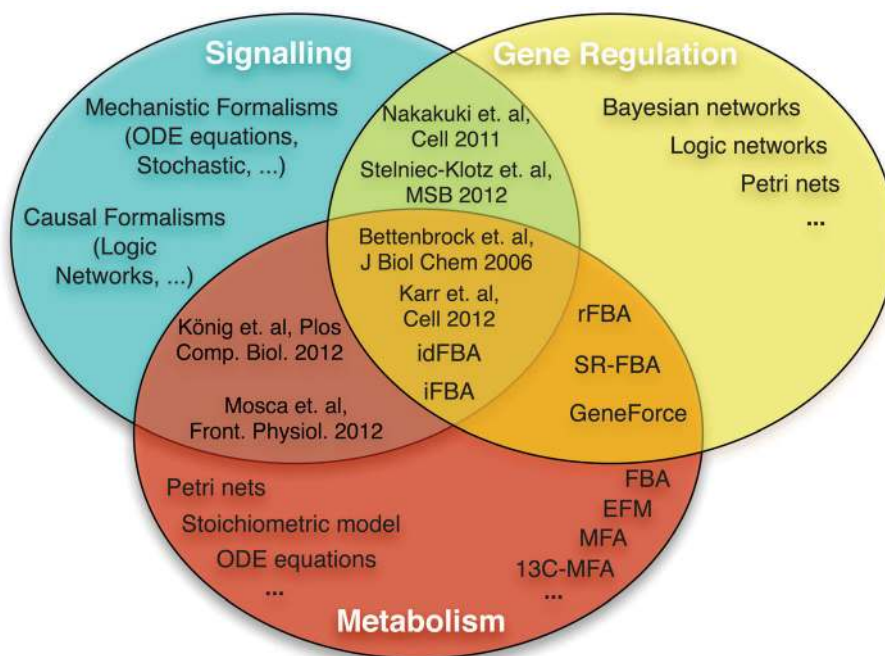 Signalling
Gene Regulation
Mechanistic Formalisms
(ODE equations,
Stochastic, ...)
Causal Formalisms
(Logic
Networks, ...)
Nakakuki et. al,
Cell 2011
Stelniec-Klotz et. al,
MSB 2012
Bayesian networks
Logic networks
Petri nets
...
Bettenbrock et. al,
J Biol Chem 2006
Karr et. al,
Cell 2012
idFBA
iFBA
rFBA
SR-FBA
GeneForce
König et. al, Plos
Comp. Biol. 2012
Mosca et. al,
Front. Physiol. 2012
Petri nets
Stoichiometric model
ODE equations
...
FBA
EFM
MFA
13C-MFA
...
Metabolism